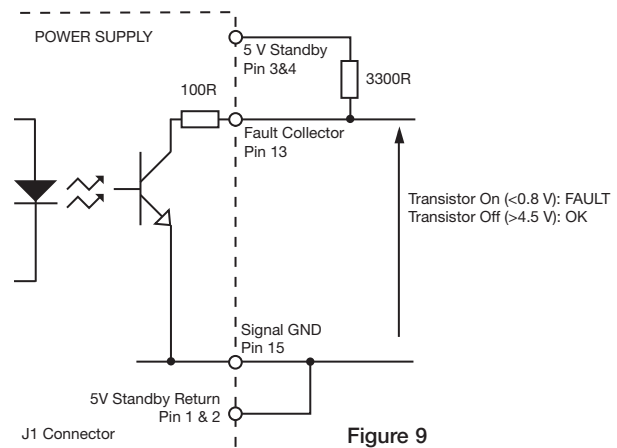 POWER SUPPLY
5 V Standby
Pin 3&4
3300R
100R
Fault Collector
Pin 13
Transistor On (<0.8 V): FAULT
Transistor Off (>4.5 V): OK
Signal GND
Pin 15
5V Standby Return
Pin 1 & 2
J1 Connector
Figure 9